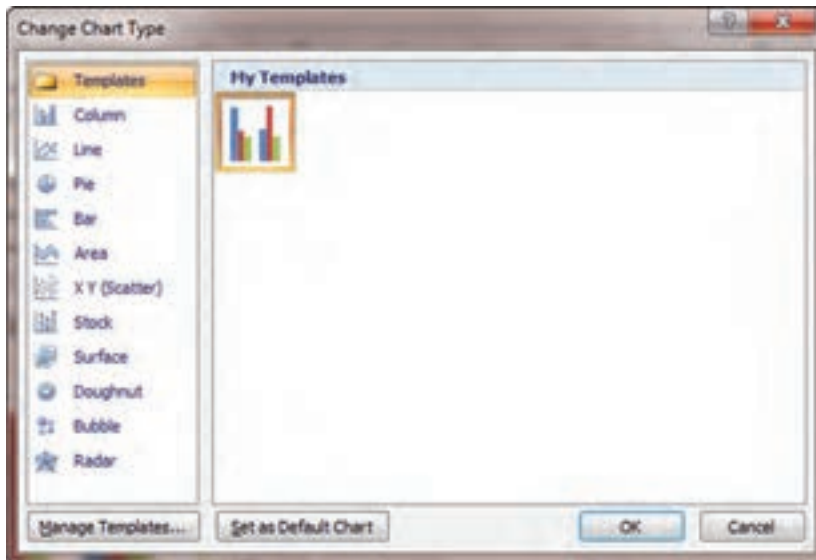 Change Chart Type
Templates
Column
Line
Pie
Bar
Area
X Y (Scatter)
Stock
Surface
Doughnut
Bubble
Radar
My Templates
Manage Templates...
Set as Default Chart
OK
Cancel